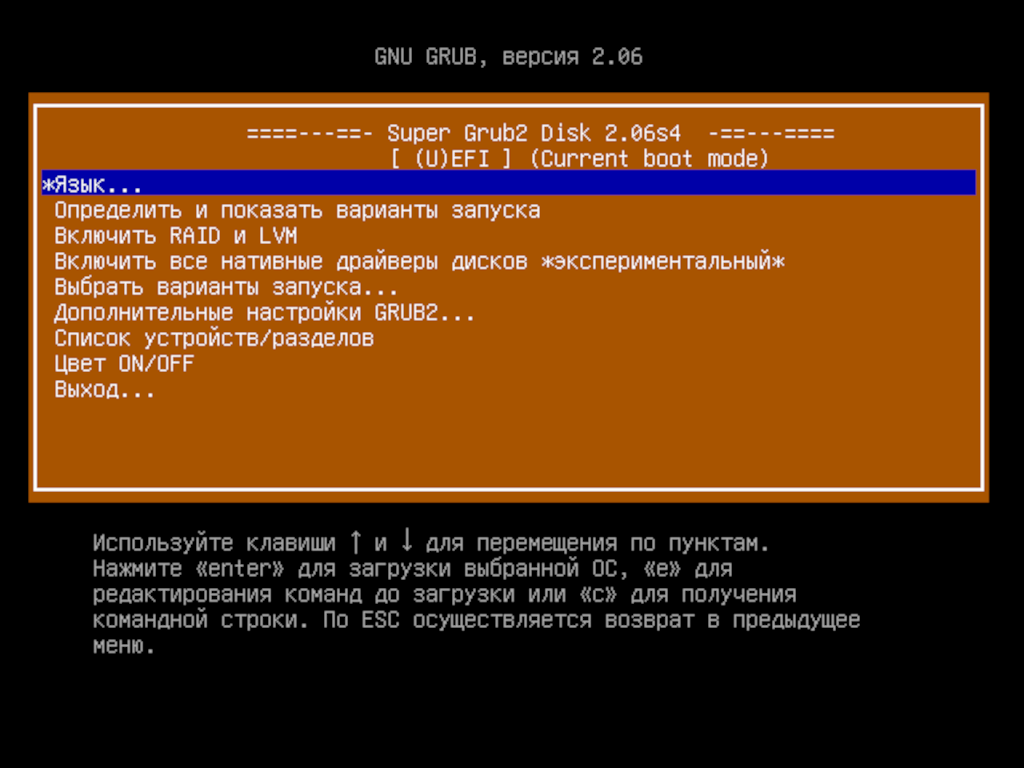 GNU GRUB, версия 2.06
====---==- Super Grub2 Disk 2.06s4 -==---====
[ (U)EFI ] (Current boot mode)
*Язык...
Определить и показать варианты запуска
Включить RAID и LVM
Включить все нативные драйверы дисков *экспериментальный*
Выбрать варианты запуска...
Дополнительные настройки GRUB2...
Список устройств/разделов
Цвет ON/OFF
Выход...
Используйте клавиши ↑ и ↓ для перемещения по пунктам.
Нажмите «enter» для загрузки выбранной ОС, «e» для
редактирования команд до загрузки или «c» для получения
командной строки. По ESC осуществляется возврат в предыдущее
меню.